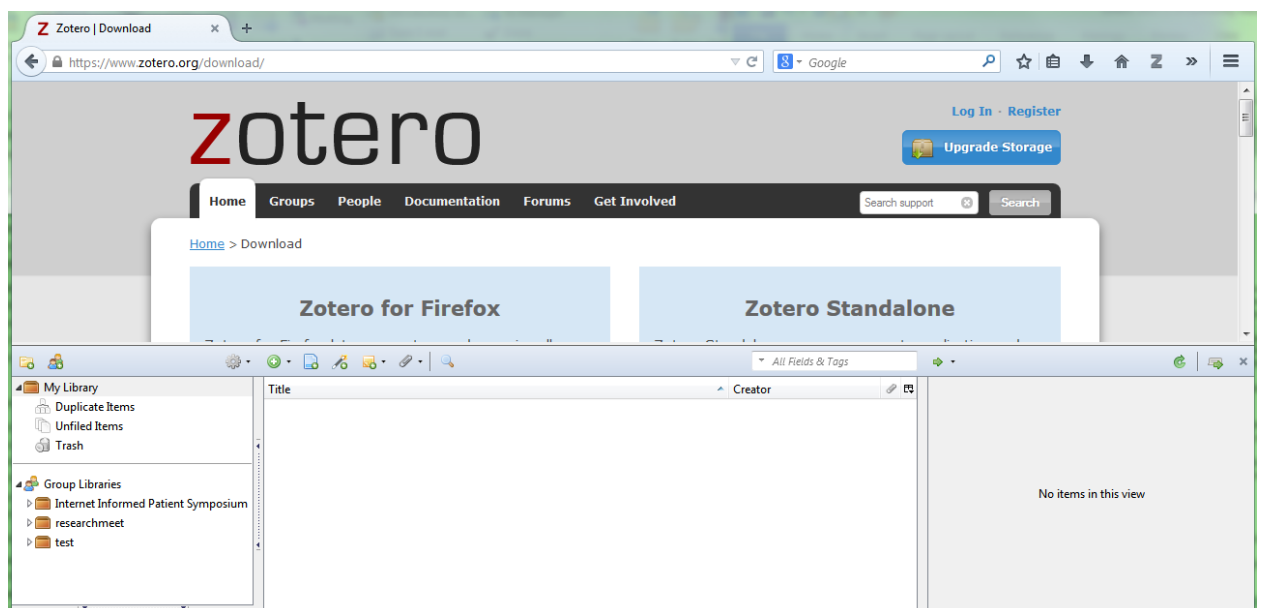 Z Zotero | Download
https://www.zotero.org/download/
8 Google
Z
zotero
Log In · Register
Upgrade Storage
Home Groups People Documentation Forums Get Involved
Search support Search
Home > Download
Zotero for Firefox
Zotero Standalone
All Fields & Tags
My Library
Title Creator
Duplicate Items
Unfiled Items
Trash
Group Libraries
Internet Informed Patient Symposium
researchmeet
test
No items in this view